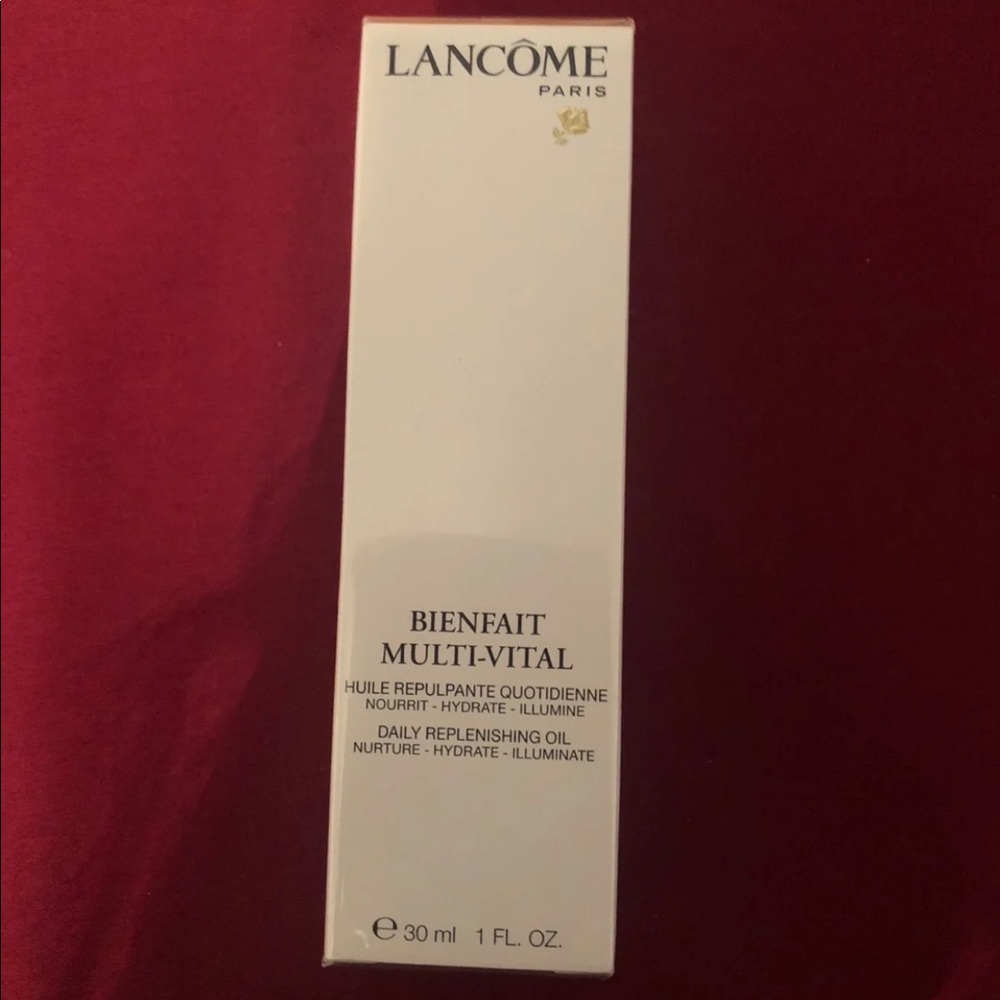 LANCÔME
PARIS
BIENFAIT
MULTI-VITAL
HUILE REPULPANTE QUOTIDIENNE
NOURRIT - HYDRATE - ILLUMINE
DAILY REPLENISHING OIL
NURTURE - HYDRATE - ILLUMINATE
℮ 30 ml 1 FL. OZ.